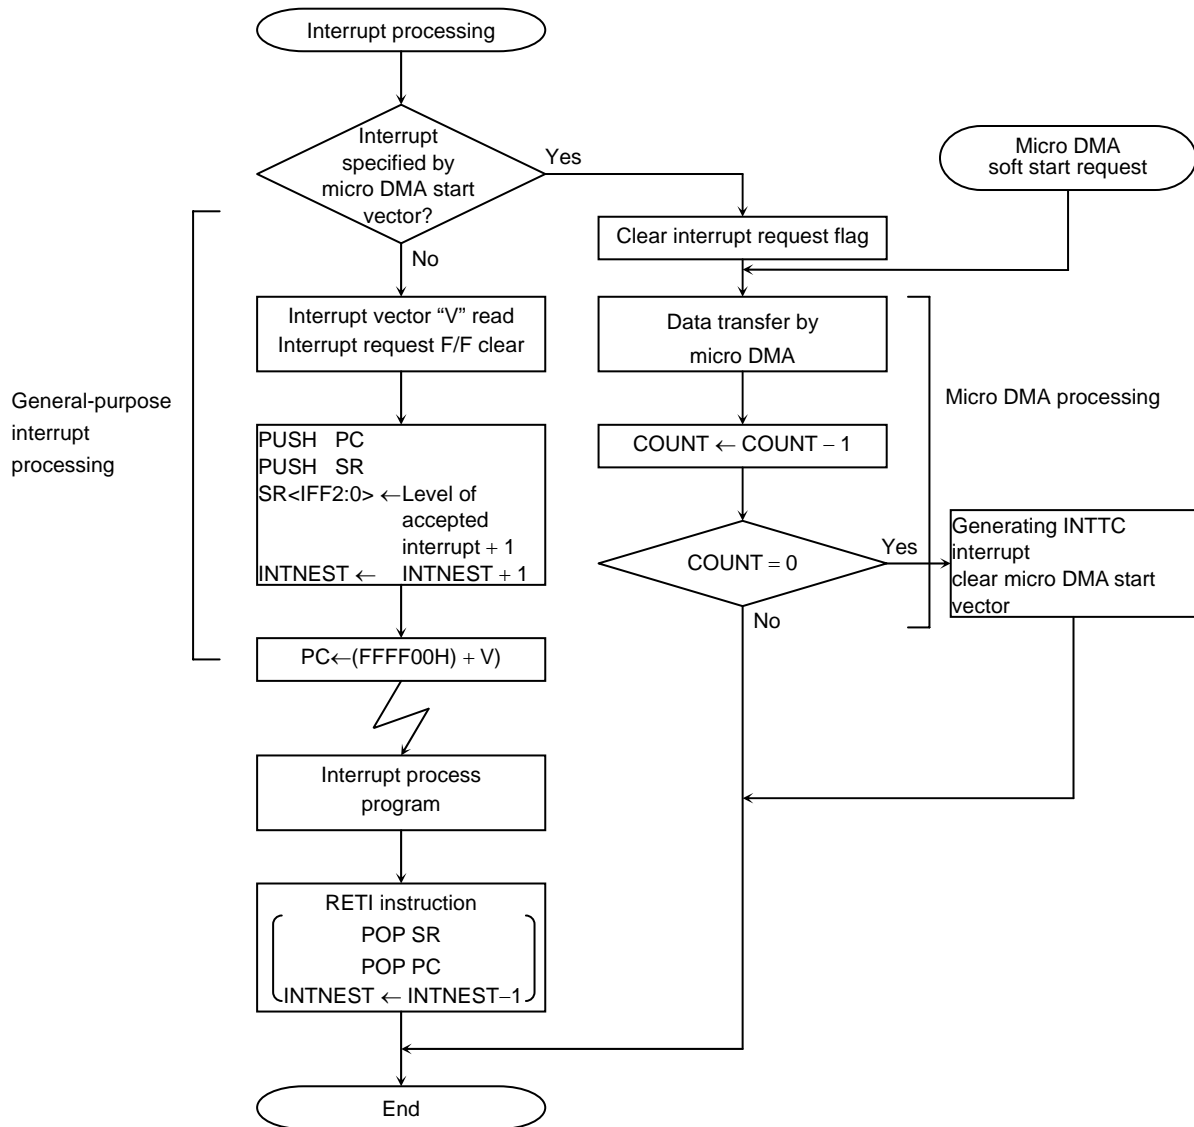 Interrupt processing
Interrupt
specified by
micro DMA start
vector?
Yes
No
Micro DMA
soft start request
Clear interrupt request flag
General-purpose
interrupt
processing
Interrupt vector “V” read
Interrupt request F/F clear
PUSH PC
PUSH SR
SR<IFF2:0> ←Level of
accepted
interrupt + 1
INTNEST ← INTNEST + 1
PC←(FFFF00H) + V)
Interrupt process
program
RETI instruction
POP SR
POP PC
INTNEST ← INTNEST−1
Data transfer by
micro DMA
Micro DMA processing
COUNT ← COUNT − 1
COUNT = 0
Yes
No
Generating INTTC
interrupt
clear micro DMA start
vector
End